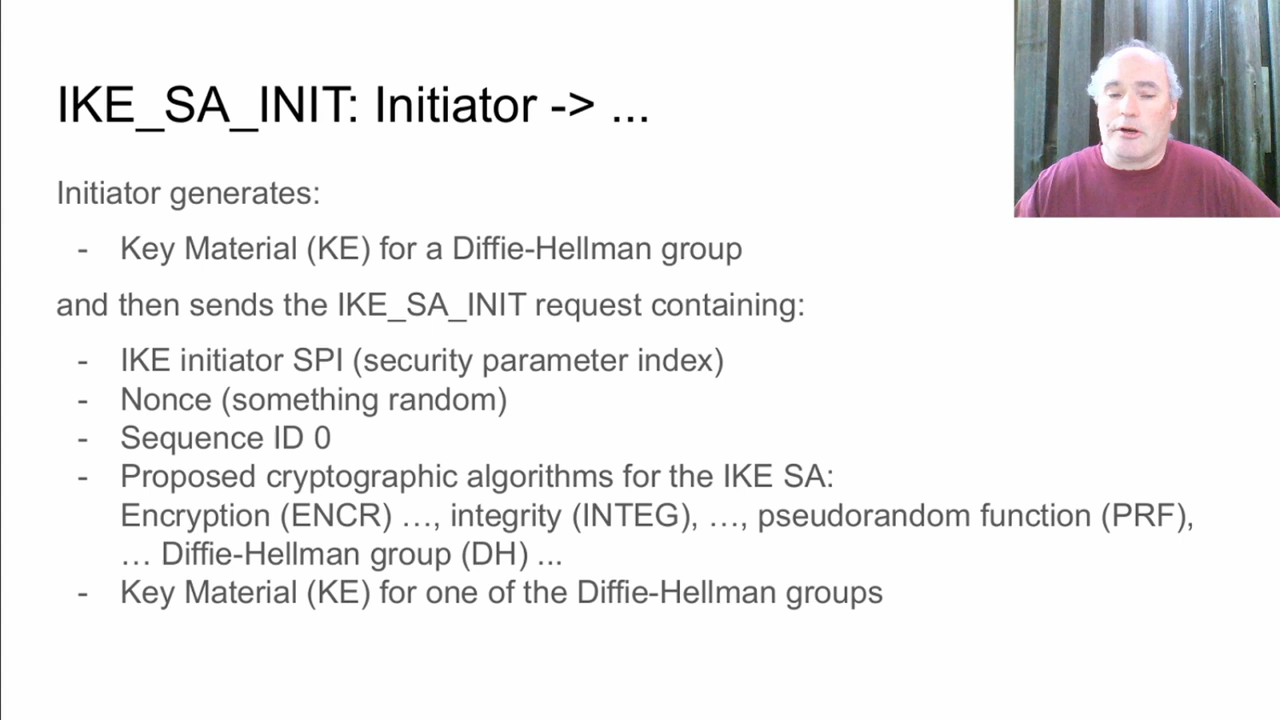 IKE_SA_INIT: Initiator -> ...
Initiator generates:
- Key Material (KE) for a Diffie-Hellman group
and then sends the IKE_SA_INIT request containing:
- IKE initiator SPI (security parameter index)
- Nonce (something random)
- Sequence ID 0
- Proposed cryptographic algorithms for the IKE SA:
Encryption (ENCR) …, integrity (INTEG), …, pseudorandom function (PRF),
… Diffie-Hellman group (DH) ...
- Key Material (KE) for one of the Diffie-Hellman groups